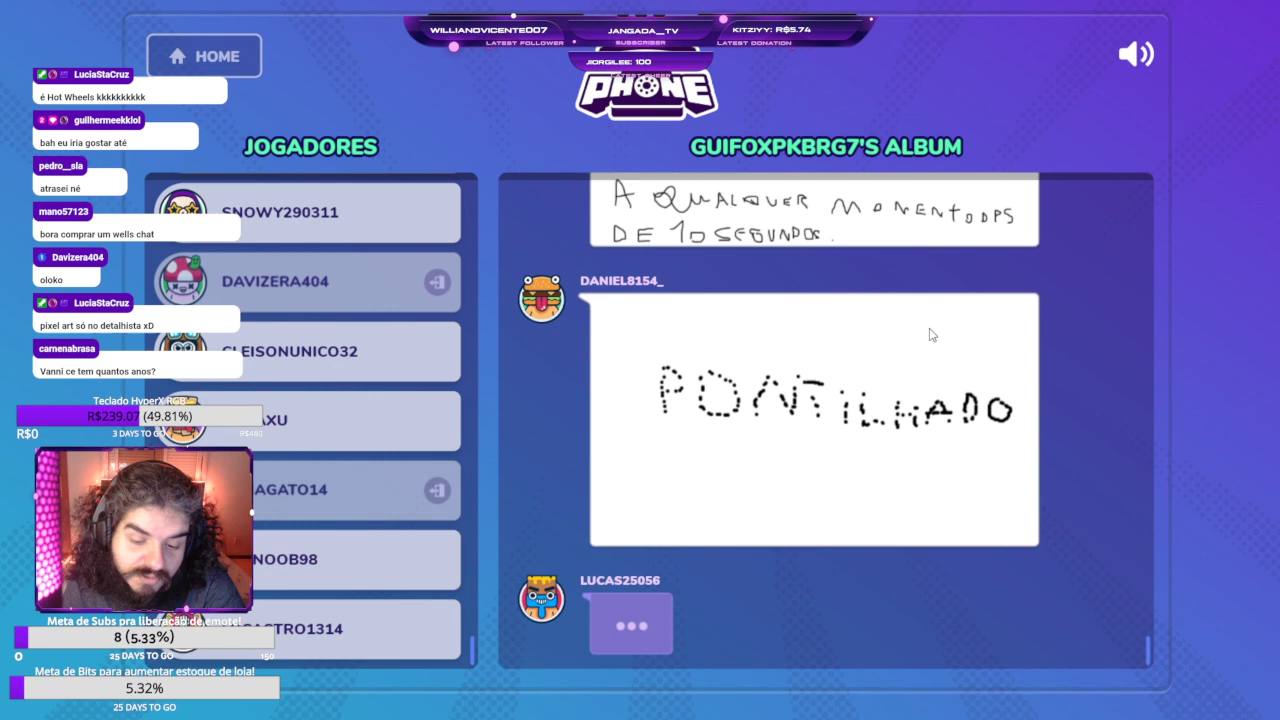 WILLIANOVICENTE007
LATEST FOLLOWER
JANGADA__TV
SUBSCRIBER
KITZIYY: R$5.74
LATEST DONATION
JIORGILEE: 100
LATEST CHEER
PHONE
HOME
LuciaStaCruz
é Hot Wheels kkkkkkkkkk
guilhermeekklol
bah eu iria gostar até
pedro__sla
atrasei né
mano57123
bora comprar um wells chat
Davizera404
oloko
LuciaStaCruz
pixel art só no detalhista xD
carnenabrasa
Vanni ce tem quantos anos?
Teclado HyperX RGB
R$239.07 (49.81%)
R$0
3 DAYS TO GO
R$480
Meta de Subs pra liberação de emote!
8 (5.33%)
0
25 DAYS TO GO
150
Meta de Bits para aumentar estoque de lola!
5.32%
25 DAYS TO GO
JOGADORES
SNOWY290311
DAVIZERA404
CLEISONUNICO32
AXU
AGATO14
NOOB98
CASTRO1314
GUIFOXPKBRG7'S ALBUM
A QUALQUER MOMENTO DPS
DE 10 SEGUNDOS.
DANIEL8154_
PONTILHADO
LUCAS25056